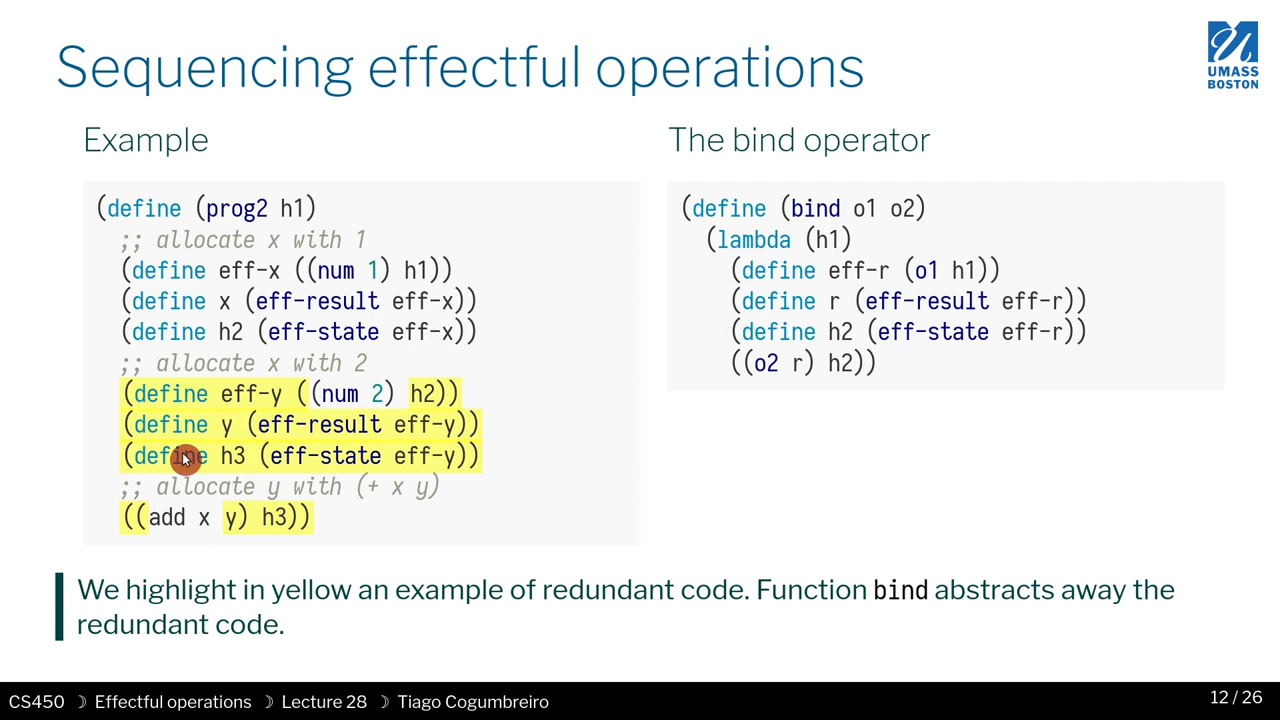 Sequencing effectful operations
UMASS
BOSTON
Example
(define (prog2 h1)
;; allocate x with 1
(define eff-x ((num 1) h1))
(define x (eff-result eff-x))
(define h2 (eff-state eff-x))
;; allocate x with 2
(define eff-y ((num 2) h2))
(define y (eff-result eff-y))
(define h3 (eff-state eff-y))
;; allocate y with (+ x y)
((add x y) h3))
The bind operator
(define (bind o1 o2)
(lambda (h1)
(define eff-r (o1 h1))
(define r (eff-result eff-r))
(define h2 (eff-state eff-r))
((o2 r) h2))
We highlight in yellow an example of redundant code. Function bind abstracts away the
redundant code.
CS450 ☽ Effectful operations ☽ Lecture 28 ☽ Tiago Cogumbreiro
12 / 26